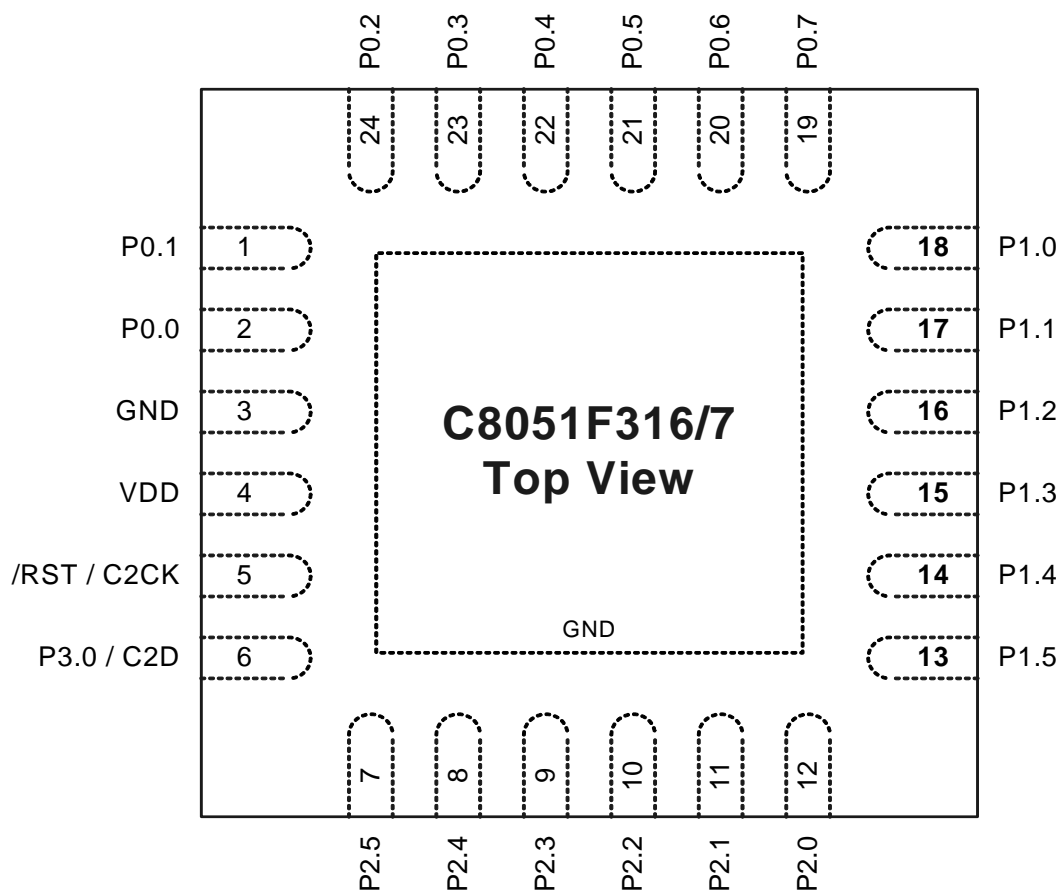 P0.2 P0.3 P0.4 P0.5 P0.6 P0.7
24 23 22 21 20 19
P0.1 1 18 P1.0
P0.0 2 17 P1.1
GND 3 16 P1.2
C8051F316/7
Top View
VDD 4 15 P1.3
/RST / C2CK 5 14 P1.4
GND
P3.0 / C2D 6 13 P1.5
7 8 9 10 11 12
P2.5 P2.4 P2.3 P2.2 P2.1 P2.0